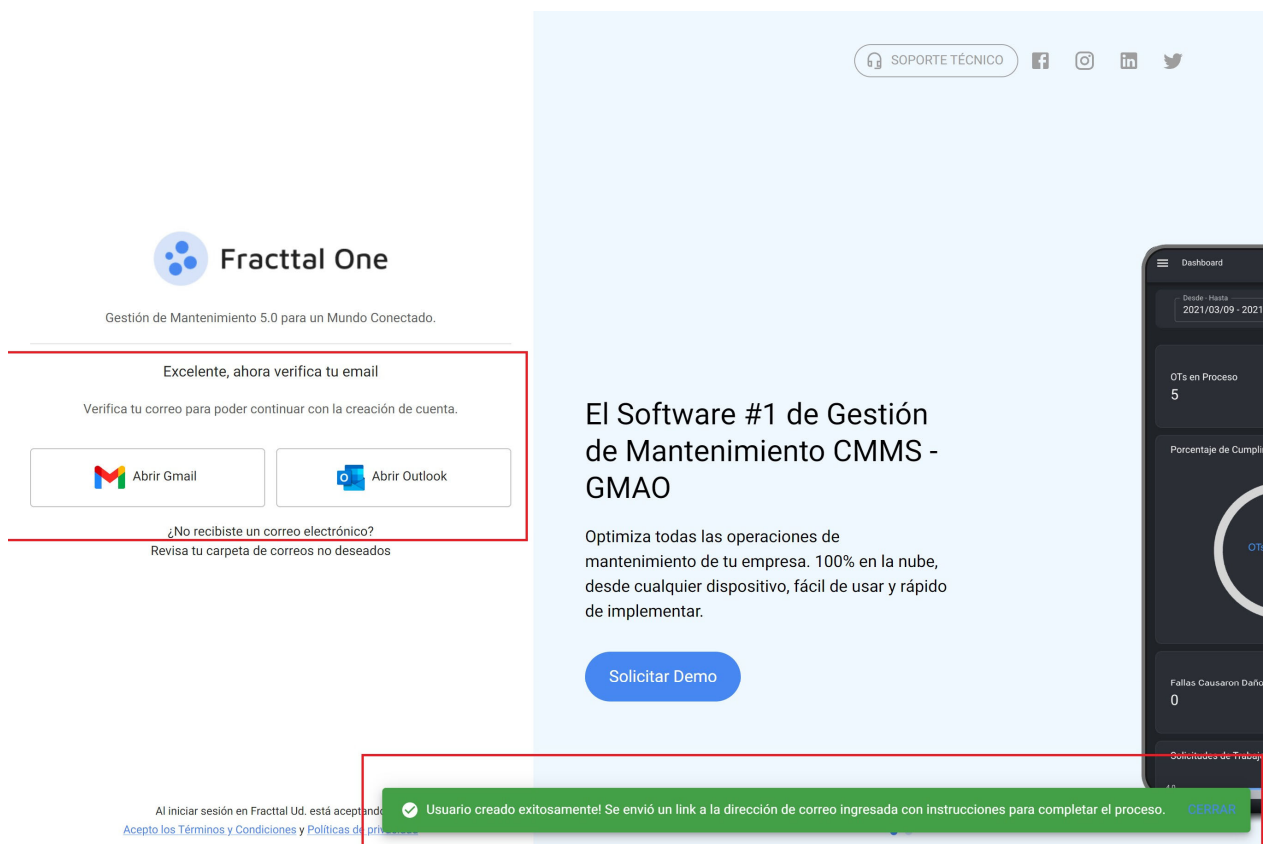 SOPORTE TÉCNICO
Fracttal One
Gestión de Mantenimiento 5.0 para un Mundo Conectado.
Excelente, ahora verifica tu email
Verifica tu correo para poder continuar con la creación de cuenta.
Abrir Gmail
Abrir Outlook
¿No recibiste un correo electrónico?
Revisa tu carpeta de correos no deseados
Al iniciar sesión en Fracttal Ud. está aceptando
Acepto los Términos y Condiciones y Políticas de privacidad
El Software #1 de Gestión
de Mantenimiento CMMS -
GMAO
Optimiza todas las operaciones de
mantenimiento de tu empresa. 100% en la nube,
desde cualquier dispositivo, fácil de usar y rápido
de implementar.
Solicitar Demo
Dashboard
Desde - Hasta
2021/03/09 - 2021
OTs en Proceso
5
Porcentaje de Cumpli
OTs
Fallas Causaron Daño
0
Solicitudes de Trabaj
Usuario creado exitosamente! Se envió un link a la dirección de correo ingresada con instrucciones para completar el proceso.
CERRAR